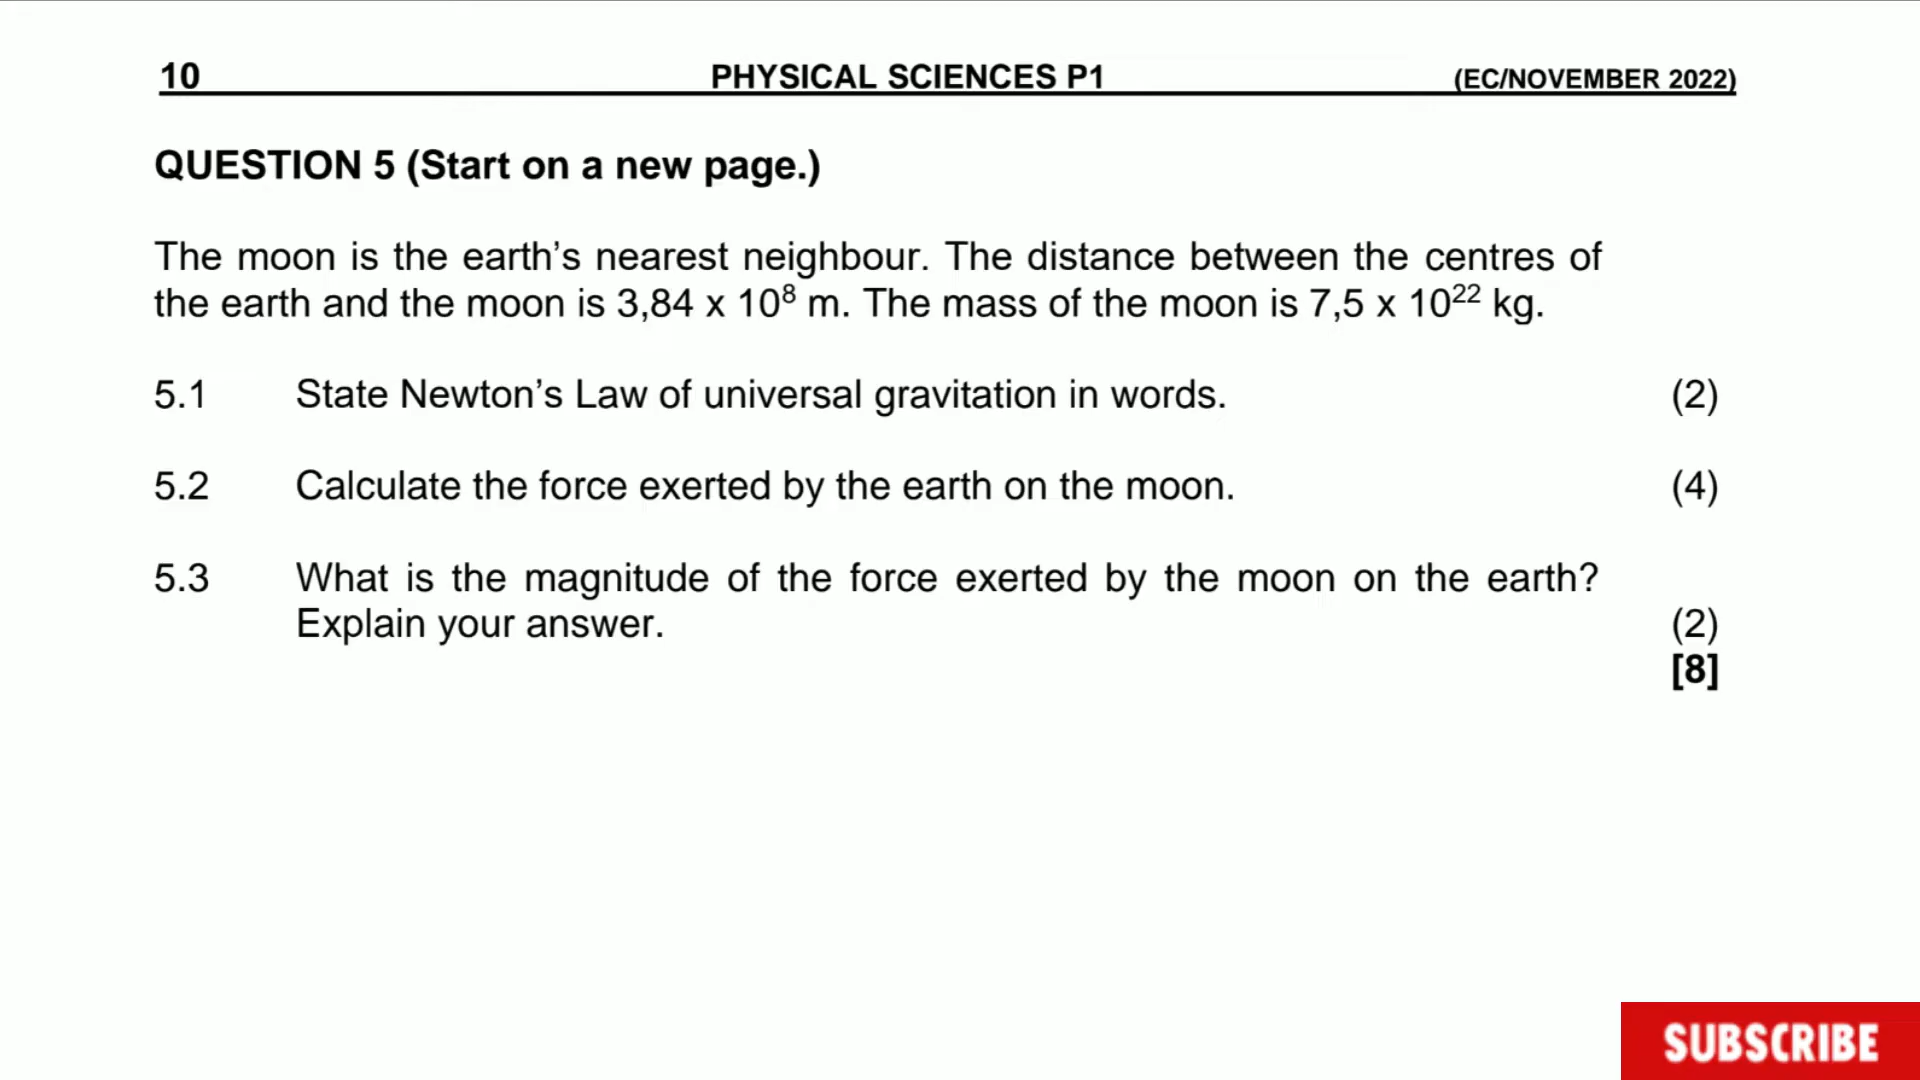 10 PHYSICAL SCIENCES P1 (EC/NOVEMBER 2022)
QUESTION 5 (Start on a new page.)
The moon is the earth’s nearest neighbour. The distance between the centres of
the earth and the moon is 3,84 x 10⁸ m. The mass of the moon is 7,5 x 10²² kg.
5.1 State Newton’s Law of universal gravitation in words. (2)
5.2 Calculate the force exerted by the earth on the moon. (4)
5.3 What is the magnitude of the force exerted by the moon on the earth?
Explain your answer. (2)
[8]
SUBSCRIBE